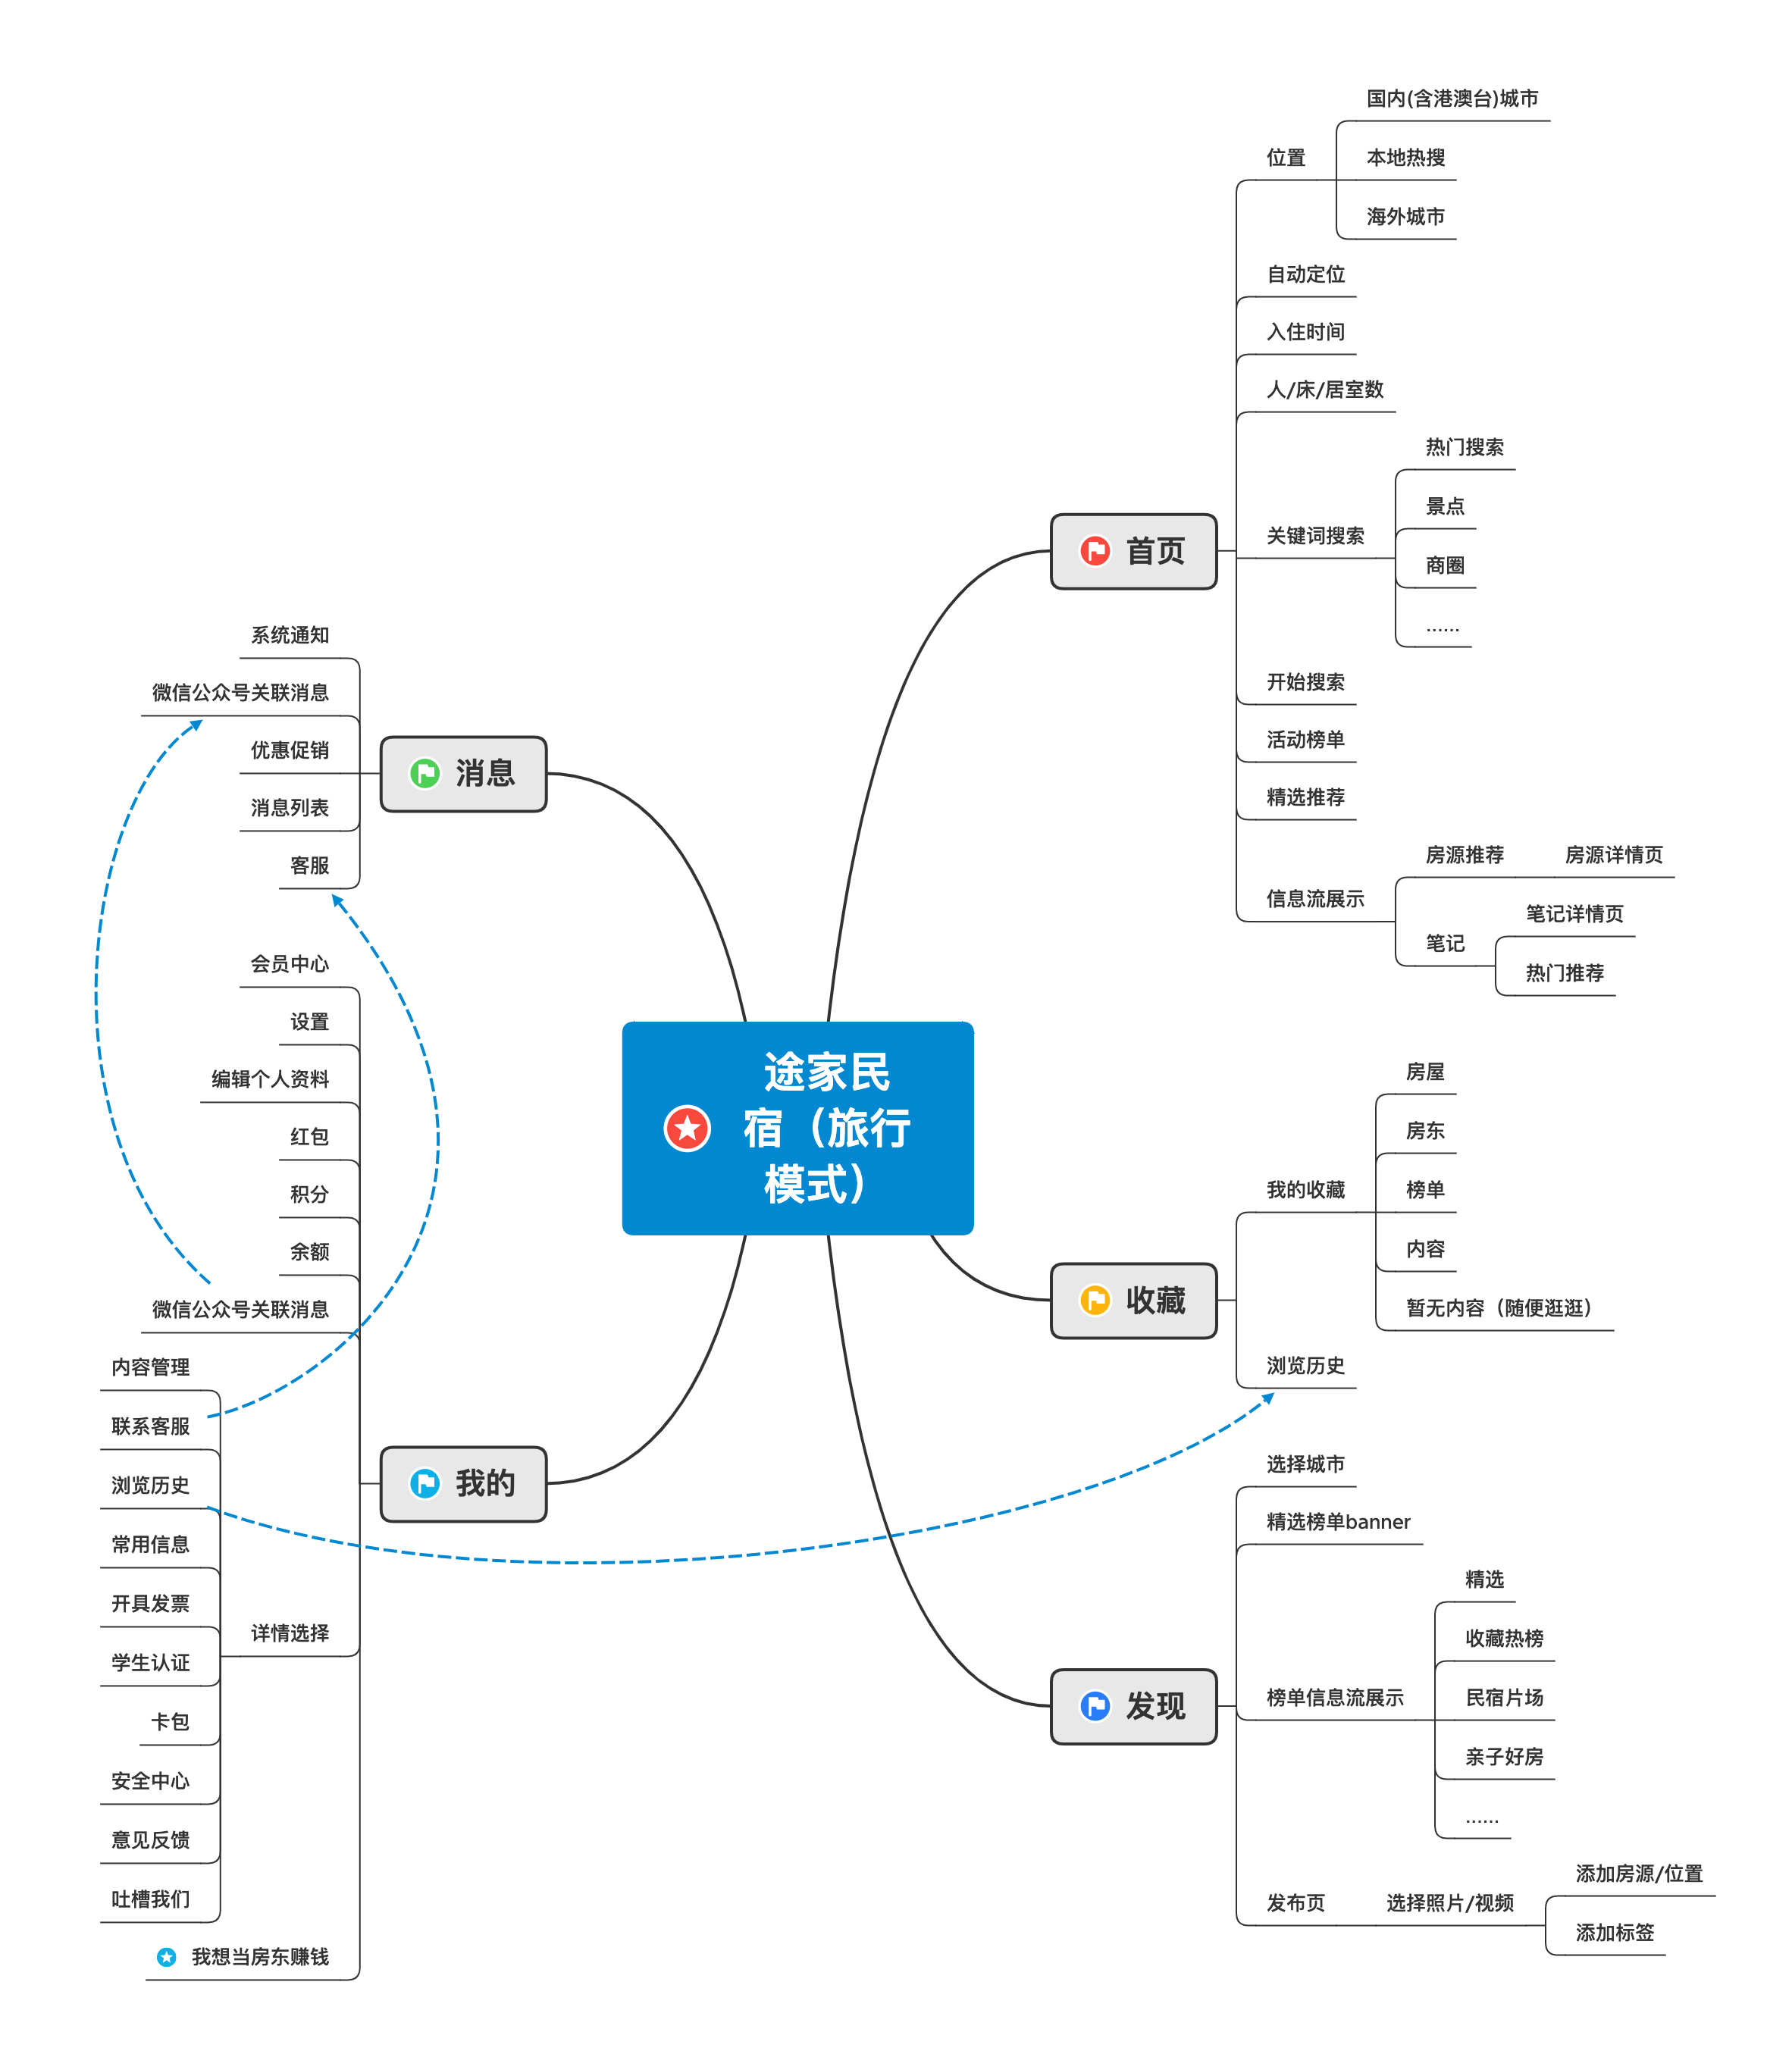 途家民
宿（旅行
模式）
首页
位置
国内(含港澳台)城市
本地热搜
海外城市
自动定位
入住时间
人/床/居室数
关键词搜索
热门搜索
景点
商圈
……
开始搜索
活动榜单
精选推荐
信息流展示
房源推荐
房源详情页
笔记
笔记详情页
热门推荐
收藏
我的收藏
房屋
房东
榜单
内容
暂无内容（随便逛逛）
浏览历史
发现
选择城市
精选榜单banner
榜单信息流展示
精选
收藏热榜
民宿片场
亲子好房
……
发布页
选择照片/视频
添加房源/位置
添加标签
消息
系统通知
微信公众号关联消息
优惠促销
消息列表
客服
我的
会员中心
设置
编辑个人资料
红包
积分
余额
微信公众号关联消息
详情选择
内容管理
联系客服
浏览历史
常用信息
开具发票
学生认证
卡包
安全中心
意见反馈
吐槽我们
我想当房东赚钱